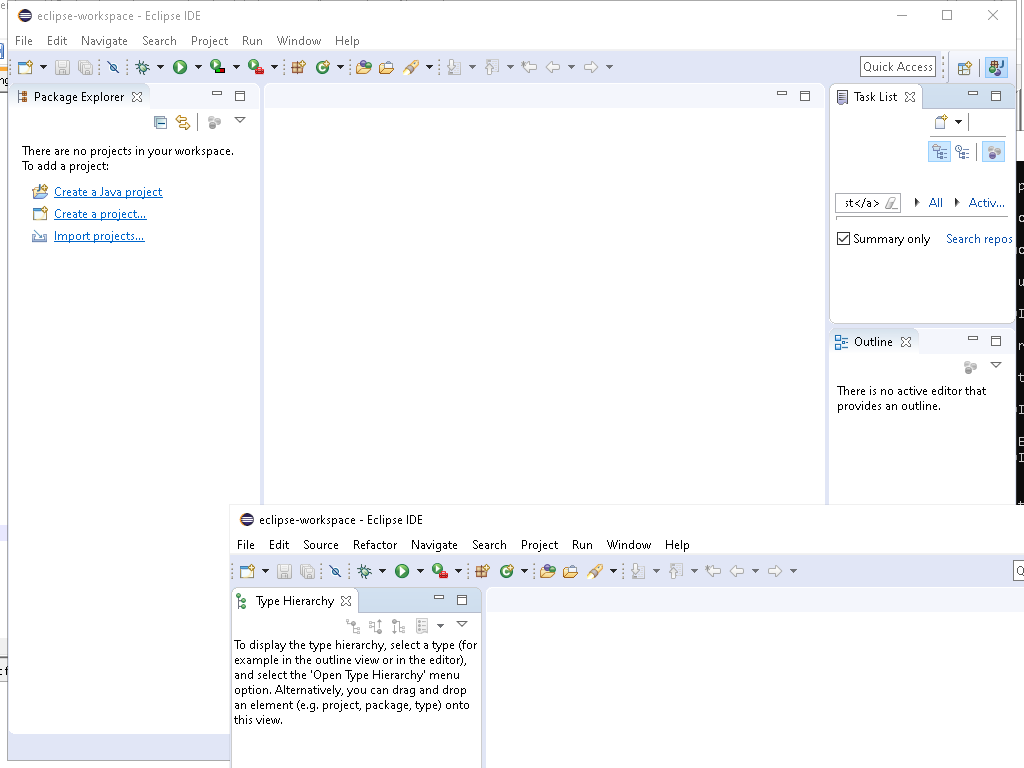 eclipse-workspace - Eclipse IDE
File Edit Navigate Search Project Run Window Help
Quick Access
Package Explorer
Task List
There are no projects in your workspace.
To add a project:
Create a Java project
Create a project...
Import projects...
st</a> All Activ...
Summary only Search repos
Outline
There is no active editor that
provides an outline.
eclipse-workspace - Eclipse IDE
File Edit Source Refactor Navigate Search Project Run Window Help
Type Hierarchy
To display the type hierarchy, select a type (for
example in the outline view or in the editor),
and select the 'Open Type Hierarchy' menu
option. Alternatively, you can drag and drop
an element (e.g. project, package, type) onto
this view.